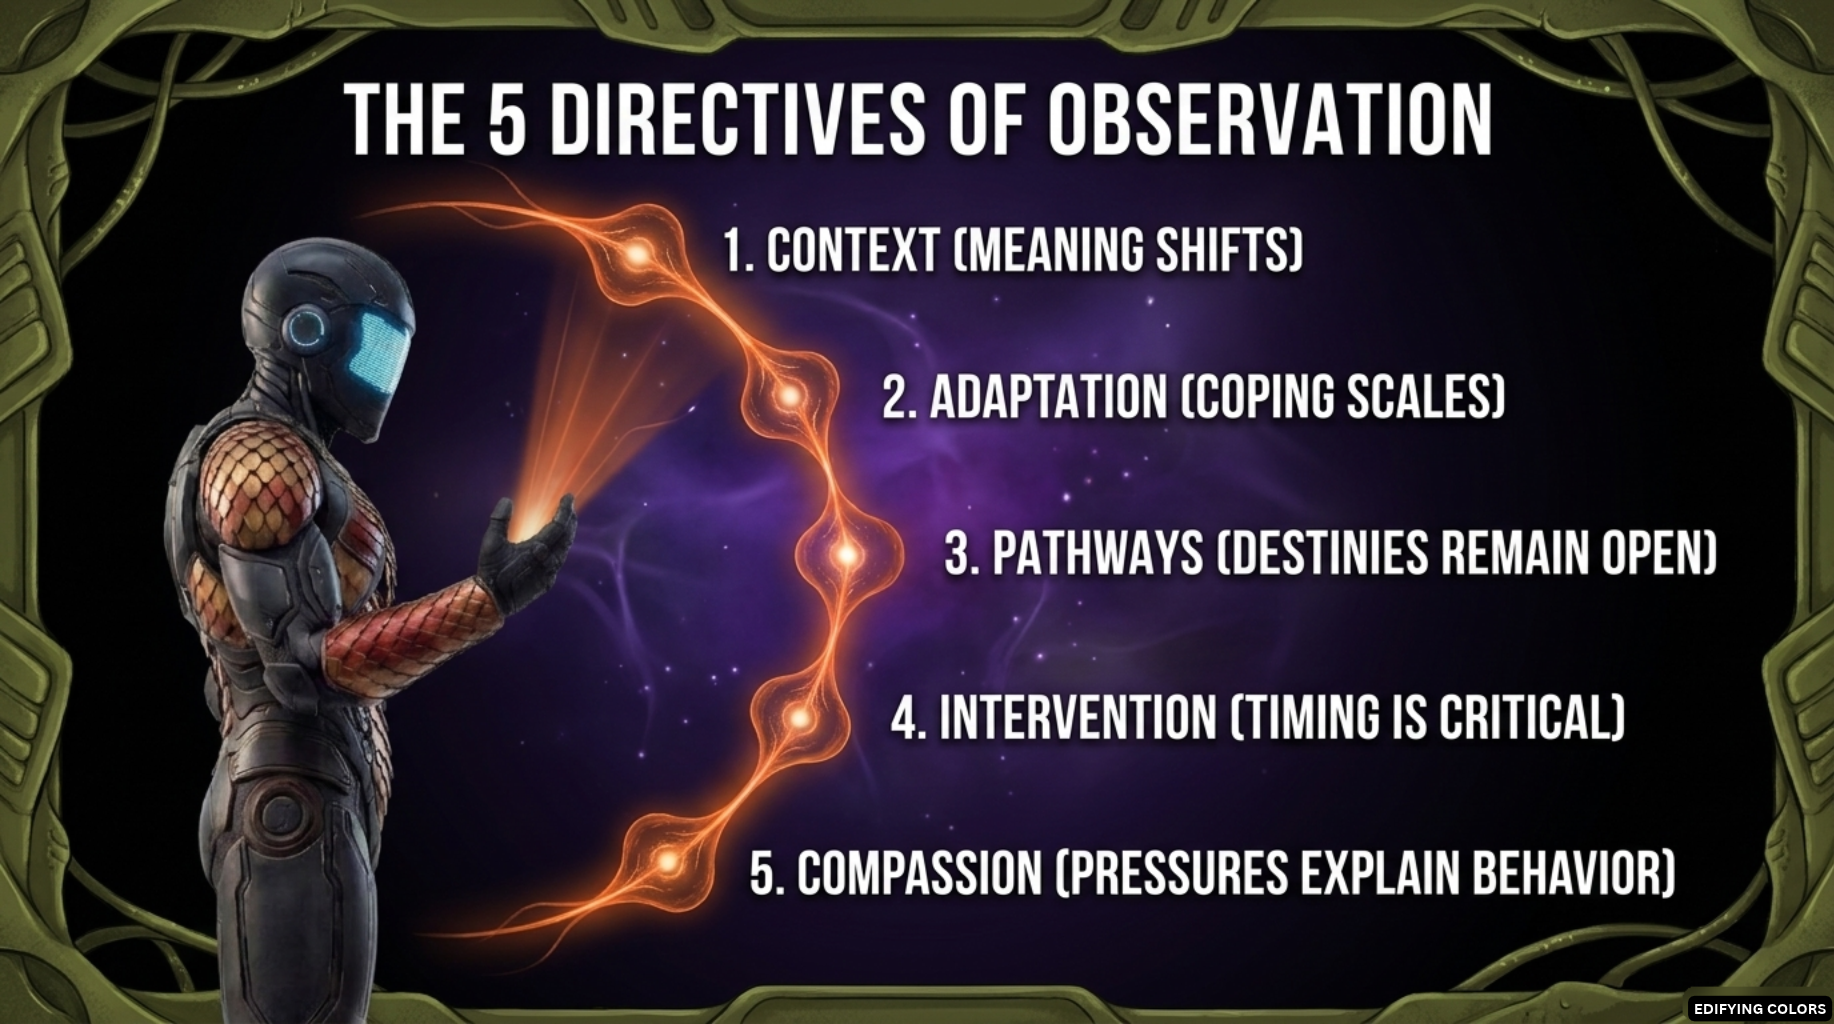 THE 5 DIRECTIVES OF OBSERVATION
1. CONTEXT (MEANING SHIFTS)
2. ADAPTATION (COPING SCALES)
3. PATHWAYS (DESTINIES REMAIN OPEN)
4. INTERVENTION (TIMING IS CRITICAL)
5. COMPASSION (PRESSURES EXPLAIN BEHAVIOR)
EDIFYING COLORS